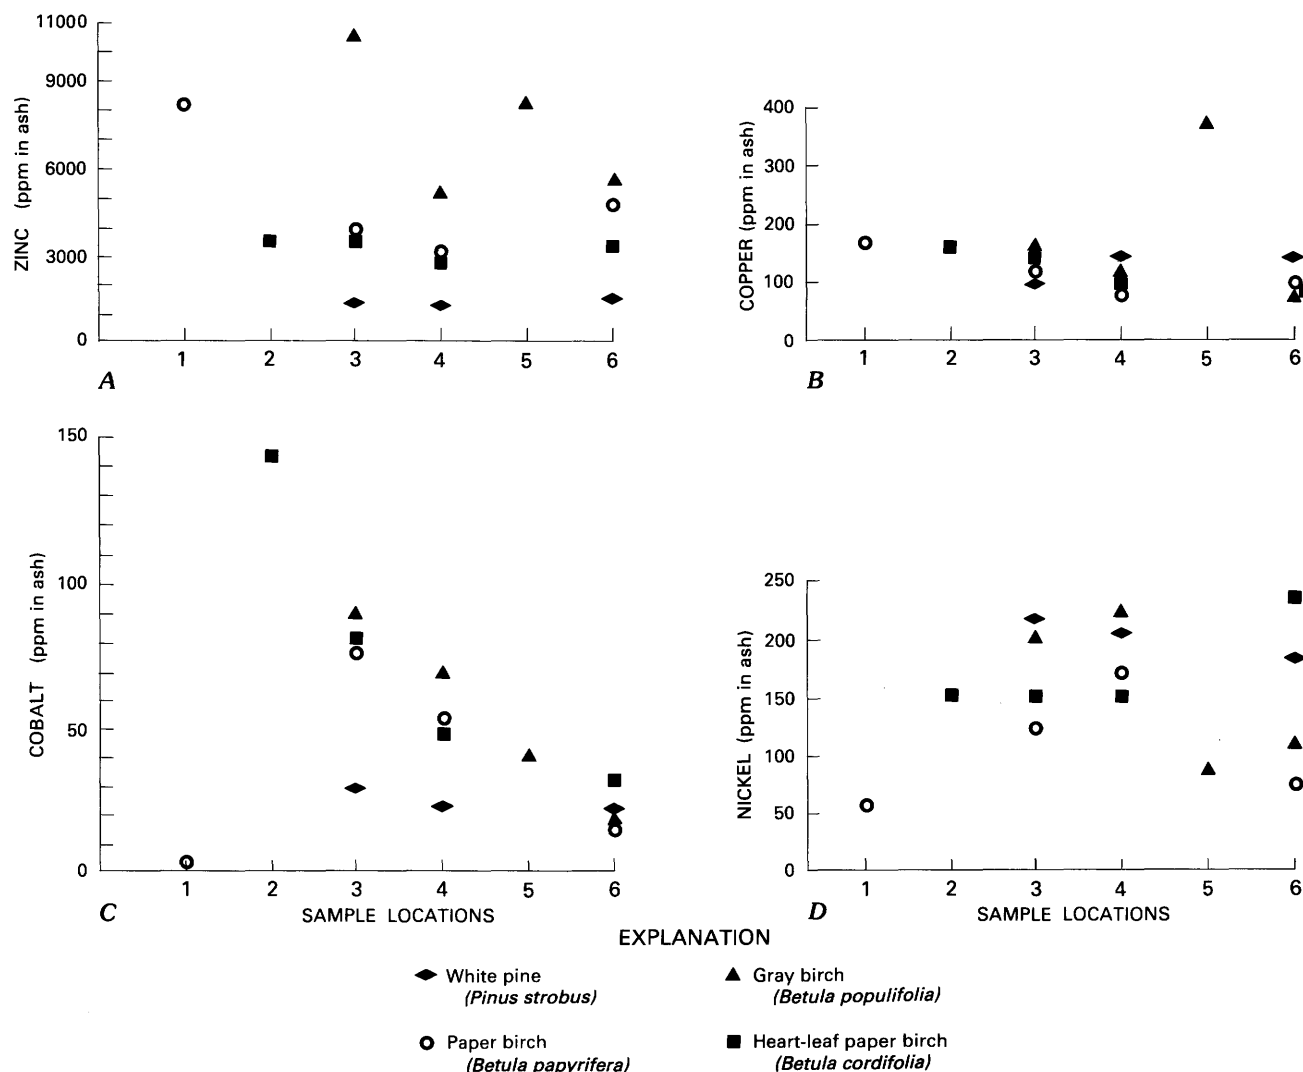 11000
9000
6000
3000
0
ZINC (ppm in ash)
1 2 3 4 5 6
A
400
300
200
100
0
COPPER (ppm in ash)
1 2 3 4 5 6
B
150
100
50
0
COBALT (ppm in ash)
1 2 3 4 5 6
C SAMPLE LOCATIONS
250
200
150
100
50
0
NICKEL (ppm in ash)
1 2 3 4 5 6
D SAMPLE LOCATIONS
EXPLANATION
White pine
(Pinus strobus)
Gray birch
(Betula populifolia)
Paper birch
(Betula papyrifera)
Heart-leaf paper birch
(Betula cordifolia)